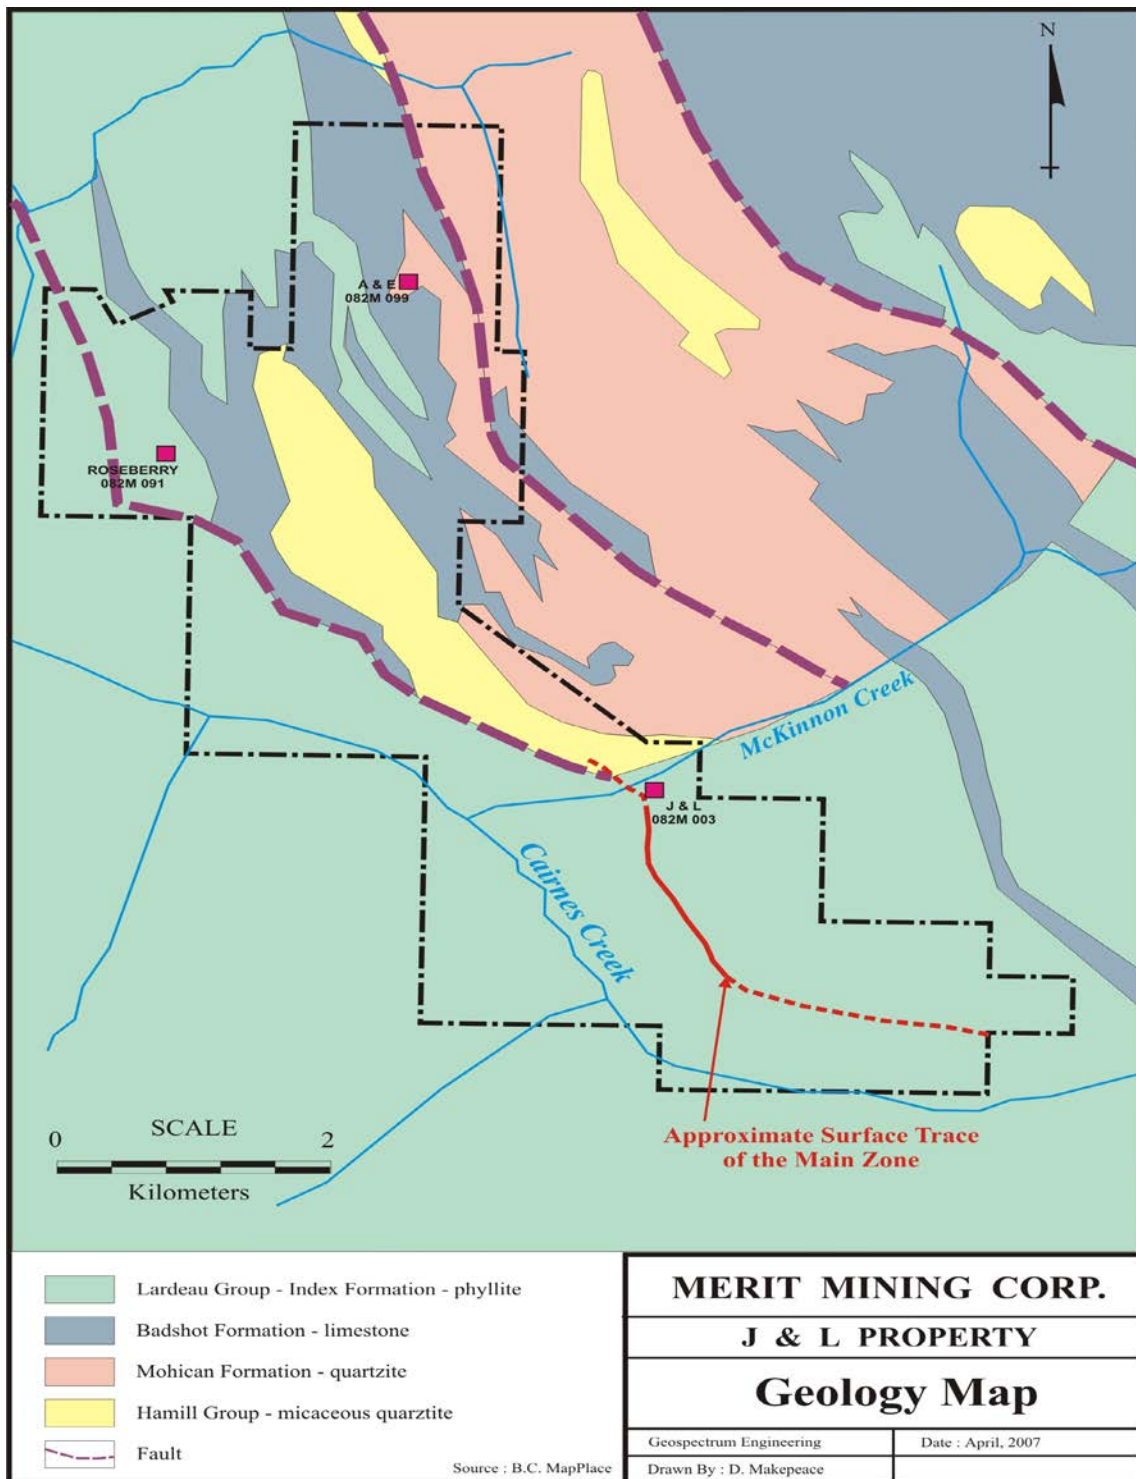 N
A & E
082M 099
ROSEBERRY
082M 091
McKinnon Creek
J & L
082M 003
Cairnes Creek
Approximate Surface Trace
of the Main Zone
SCALE
0 2
Kilometers
Lardeau Group - Index Formation - phyllite
Badshot Formation - limestone
Mohican Formation - quartzite
Hamill Group - micaceous quarztite
Fault
Source : B.C. MapPlace
MERIT MINING CORP.
J & L PROPERTY
Geology Map
Geospectrum Engineering
Date : April, 2007
Drawn By : D. Makepeace